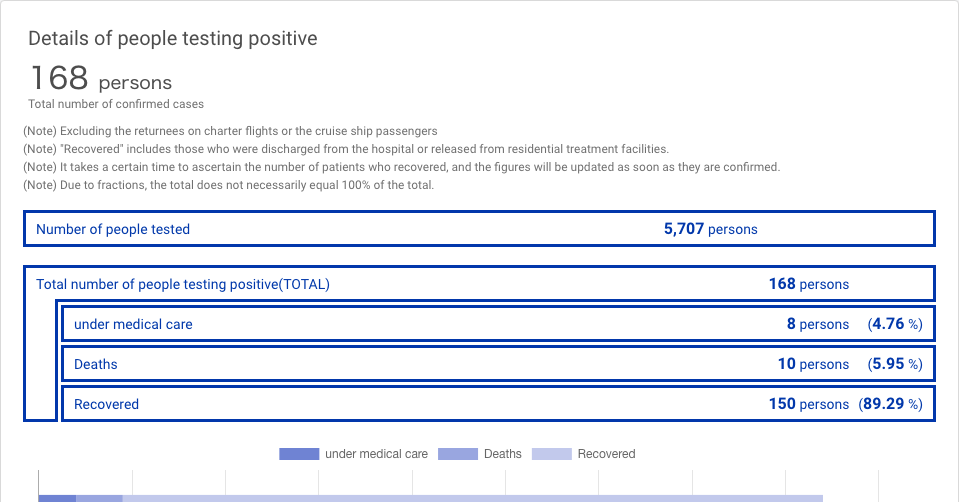 Details of people testing positive
168 persons
Total number of confirmed cases
(Note) Excluding the returnees on charter flights or the cruise ship passengers
(Note) "Recovered" includes those who were discharged from the hospital or released from residential treatment facilities.
(Note) It takes a certain time to ascertain the number of patients who recovered, and the figures will be updated as soon as they are confirmed.
(Note) Due to fractions, the total does not necessarily equal 100% of the total.
Number of people tested 5,707 persons
Total number of people testing positive(TOTAL) 168 persons
under medical care 8 persons (4.76 %)
Deaths 10 persons (5.95 %)
Recovered 150 persons (89.29 %)
under medical care Deaths Recovered